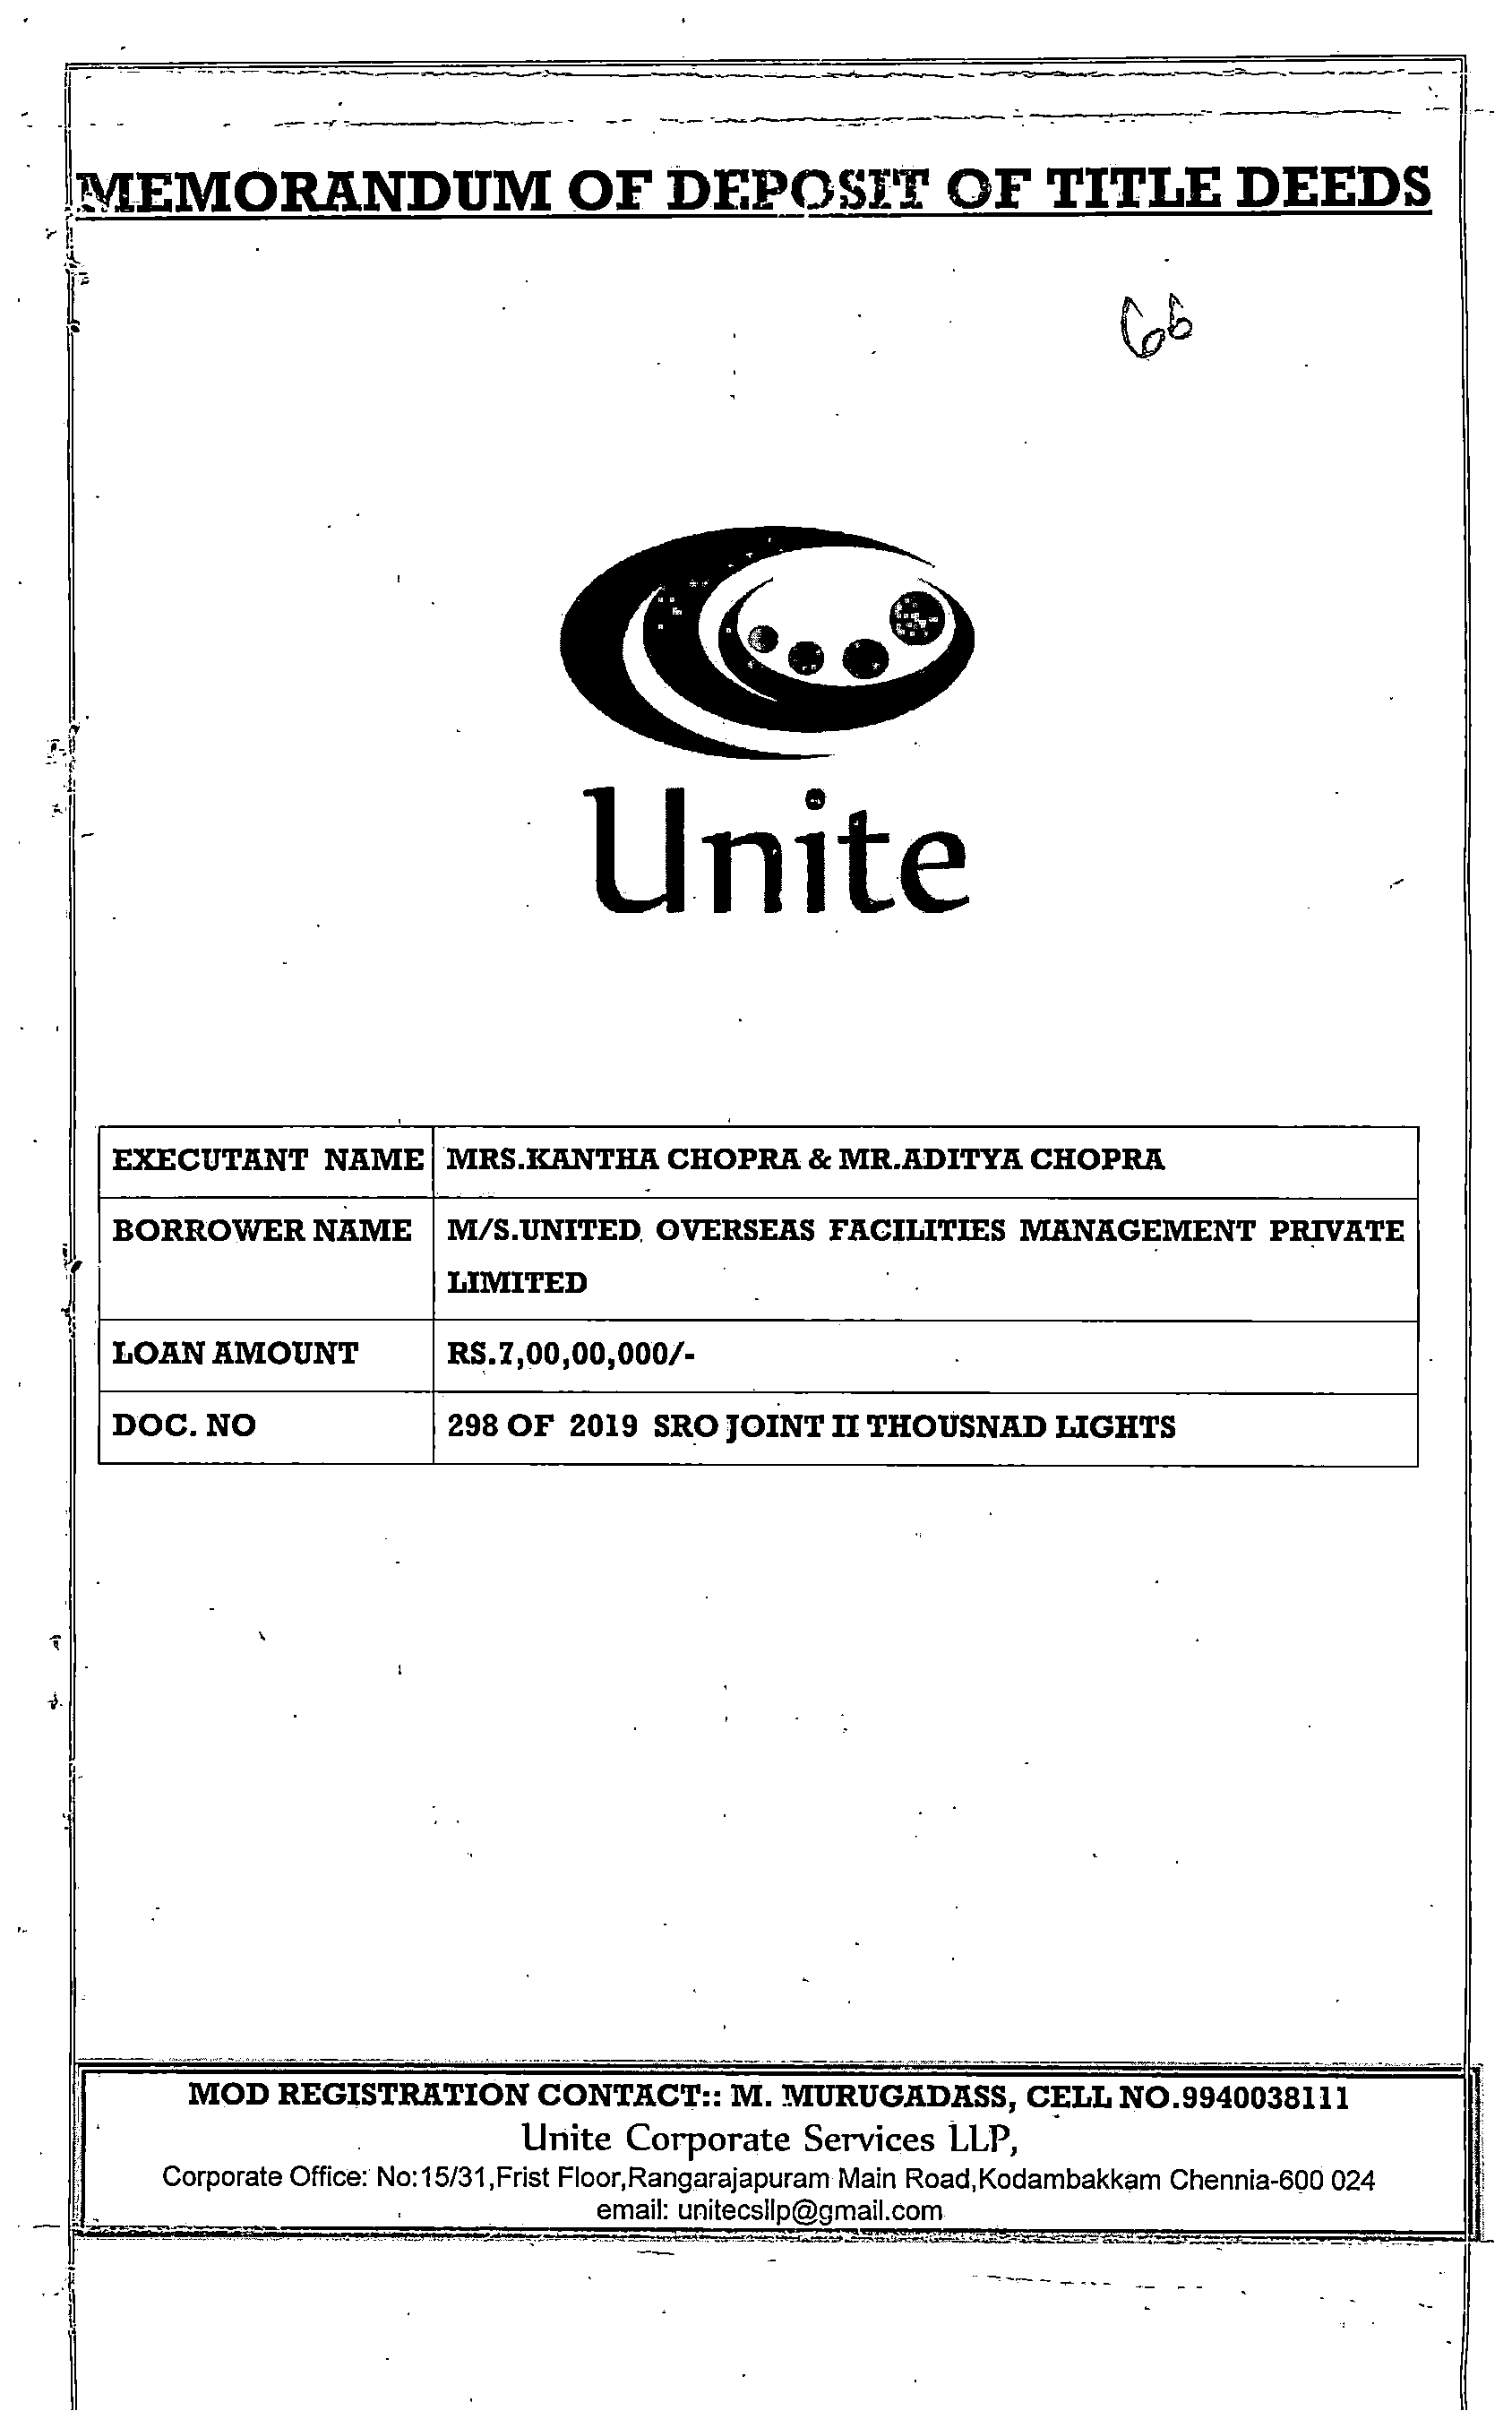 MEMORANDUM OF DEPOSIT OF TITLE DEEDS
66
Unite
EXECUTANT NAME MRS.KANTHA CHOPRA & MR.ADITYA CHOPRA
BORROWER NAME M/S.UNITED OVERSEAS FACILITIES MANAGEMENT PRIVATE
LIMITED
LOAN AMOUNT RS.7,00,00,000/-
DOC. NO 298 OF 2019 SRO JOINT II THOUSNAD LIGHTS
MOD REGISTRATION CONTACT:: M. MURUGADASS, CELL NO.9940038111
Unite Corporate Services LLP,
Corporate Office: No:15/31,Frist Floor,Rangarajapuram Main Road,Kodambakkam Chennia-600 024
email: unitecsllp@gmail.com